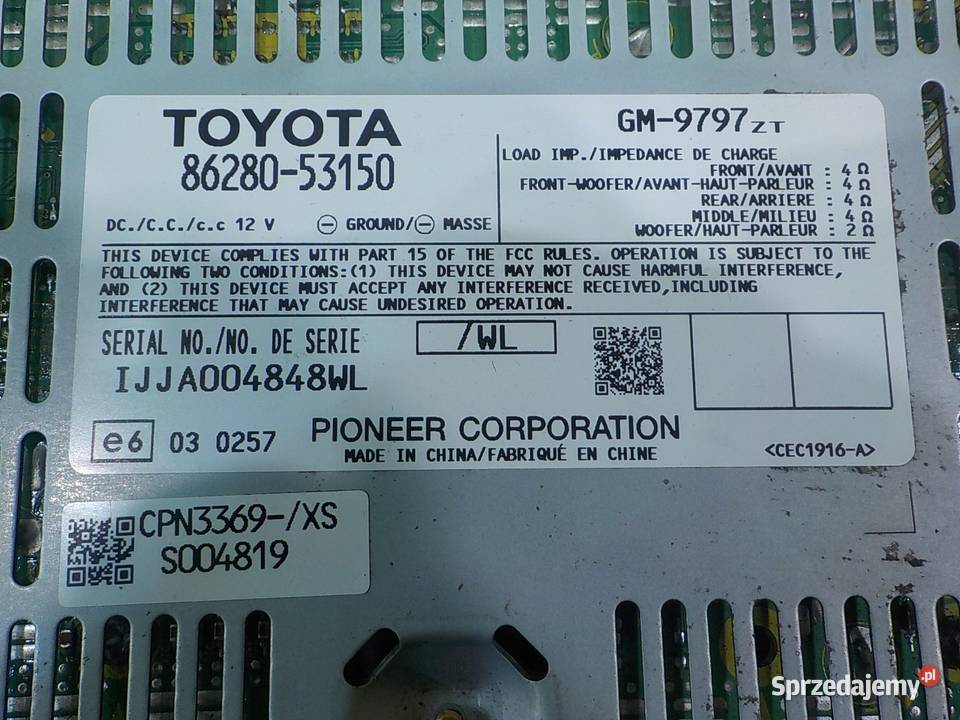 TOYOTA
86280-53150
DC./C.C./c.c 12 V ⊖ GROUND/⊖ MASSE
GM-9797ZT
LOAD IMP./IMPEDANCE DE CHARGE
FRONT/AVANT : 4 Ω
FRONT-WOOFER/AVANT-HAUT-PARLEUR : 4 Ω
REAR/ARRIERE : 4 Ω
MIDDLE/MILIEU : 4 Ω
WOOFER/HAUT-PARLEUR : 2 Ω
THIS DEVICE COMPLIES WITH PART 15 OF THE FCC RULES. OPERATION IS SUBJECT TO THE
FOLLOWING TWO CONDITIONS:(1) THIS DEVICE MAY NOT CAUSE HARMFUL INTERFERENCE,
AND (2) THIS DEVICE MUST ACCEPT ANY INTERFERENCE RECEIVED,INCLUDING
INTERFERENCE THAT MAY CAUSE UNDESIRED OPERATION.
SERIAL NO./NO. DE SERIE /WL
IJJA004848WL
e6 03 0257
PIONEER CORPORATION
MADE IN CHINA/FABRIQUÉ EN CHINE
<CEC1916-A>
CPN3369-/XS
S004819
Sprzedajemy.pl